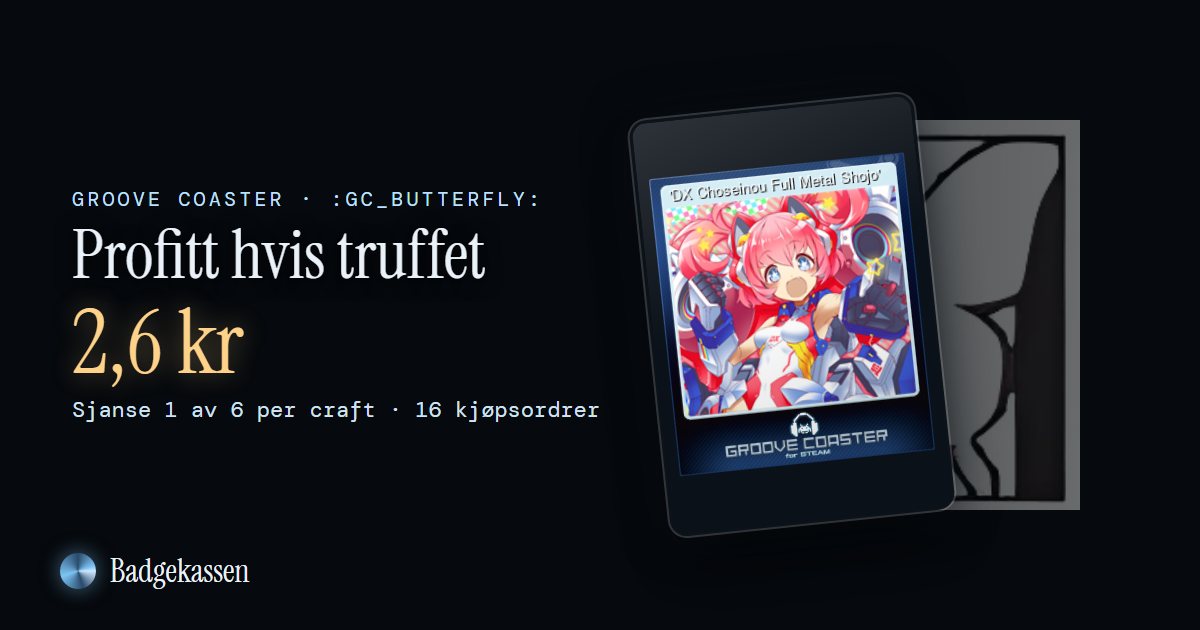 GROOVE COASTER · :GC_BUTTERFLY:
Profitt hvis truffet
2,6 kr
Sjanse 1 av 6 per craft · 16 kjøpsordrer
Badgekassen
'DX Choseinou Full Metal Shojo'
GROOVE COASTER
for STEAM